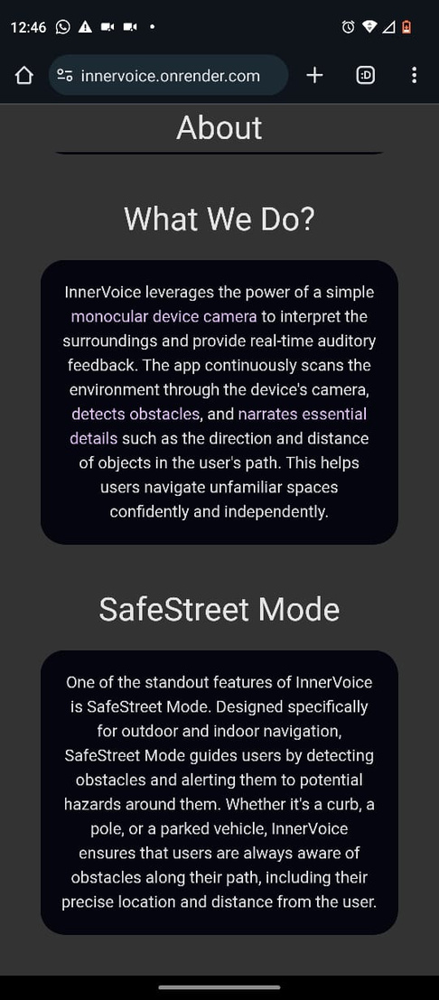 12:46
innervoice.onrender.com
:D
About
What We Do?
InnerVoice leverages the power of a simple
monocular device camera to interpret the
surroundings and provide real-time auditory
feedback. The app continuously scans the
environment through the device's camera,
detects obstacles, and narrates essential
details such as the direction and distance
of objects in the user's path. This helps
users navigate unfamiliar spaces
confidently and independently.
SafeStreet Mode
One of the standout features of InnerVoice
is SafeStreet Mode. Designed specifically
for outdoor and indoor navigation,
SafeStreet Mode guides users by detecting
obstacles and alerting them to potential
hazards around them. Whether it's a curb, a
pole, or a parked vehicle, InnerVoice
ensures that users are always aware of
obstacles along their path, including their
precise location and distance from the user.